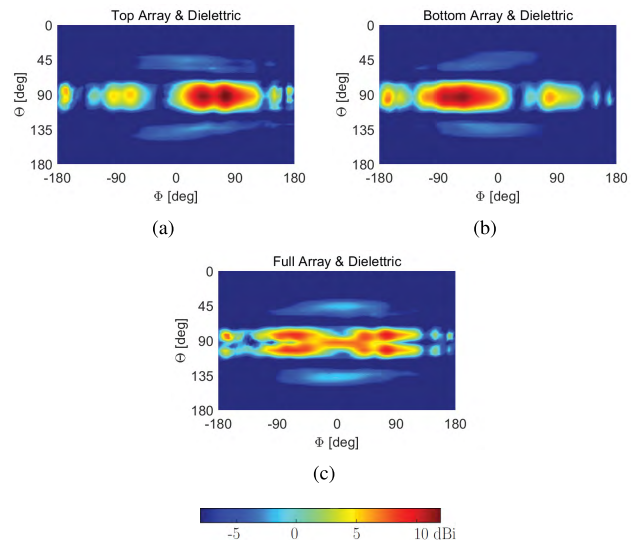 Top Array & Dielettric
Θ [deg]
0
45
90
135
180
-180 -90 0 90 180
Φ [deg]
(a)
Bottom Array & Dielettric
Θ [deg]
0
45
90
135
180
-180 -90 0 90 180
Φ [deg]
(b)
Full Array & Dielettric
Θ [deg]
0
45
90
135
180
-180 -90 0 90 180
Φ [deg]
(c)
-5 0 5 10 dBi